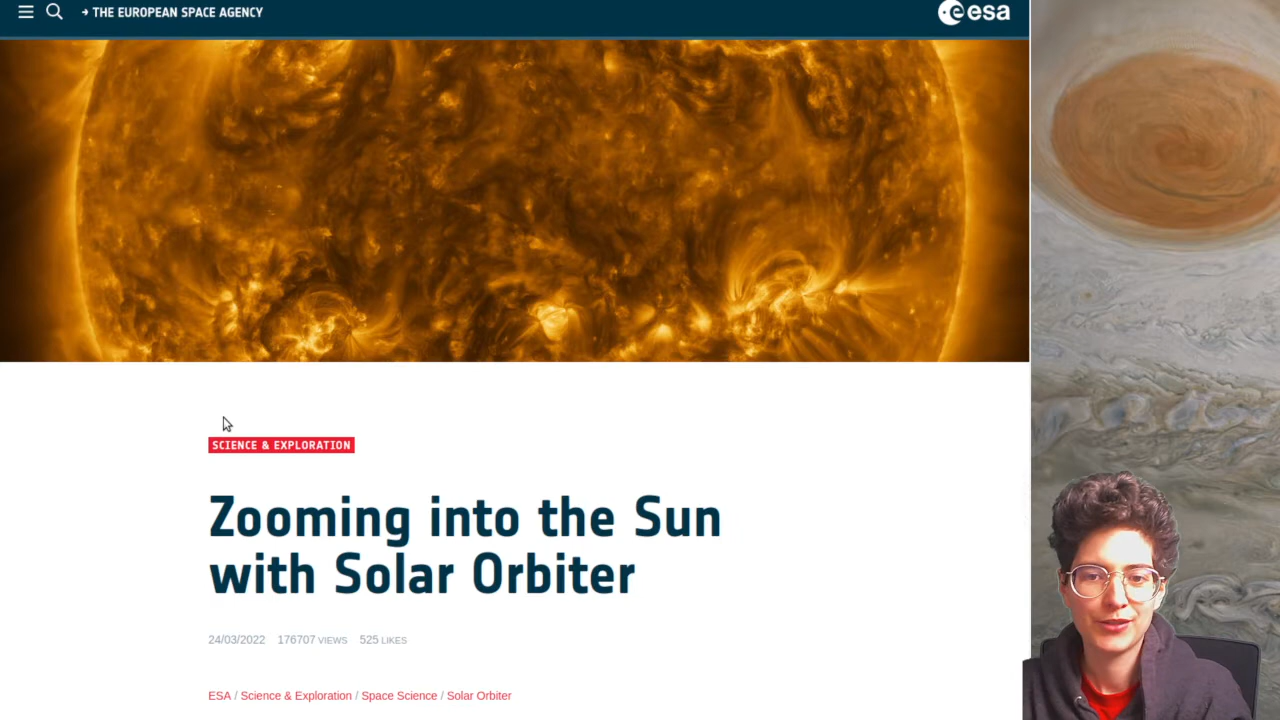 → THE EUROPEAN SPACE AGENCY
esa
SCIENCE & EXPLORATION
Zooming into the Sun
with Solar Orbiter
24/03/2022 176707 VIEWS 525 LIKES
ESA / Science & Exploration / Space Science / Solar Orbiter